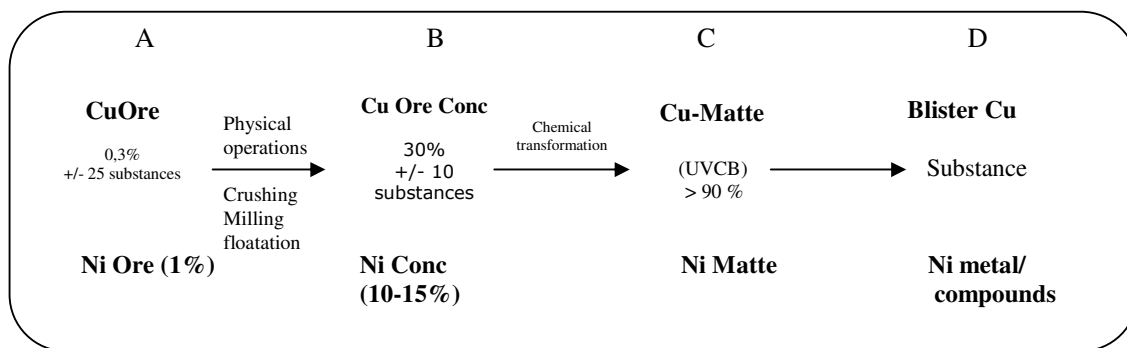 A
B
C
D
CuOre
0,3%
+/- 25 substances
Physical
operations
Crushing
Milling
floatation
Cu Ore Conc
30%
+/- 10
substances
Chemical
transformation
Cu-Matte
(UVCB)
> 90 %
Blister Cu
Substance
Ni Ore (1%)
Ni Conc
(10-15%)
Ni Matte
Ni metal/
compounds